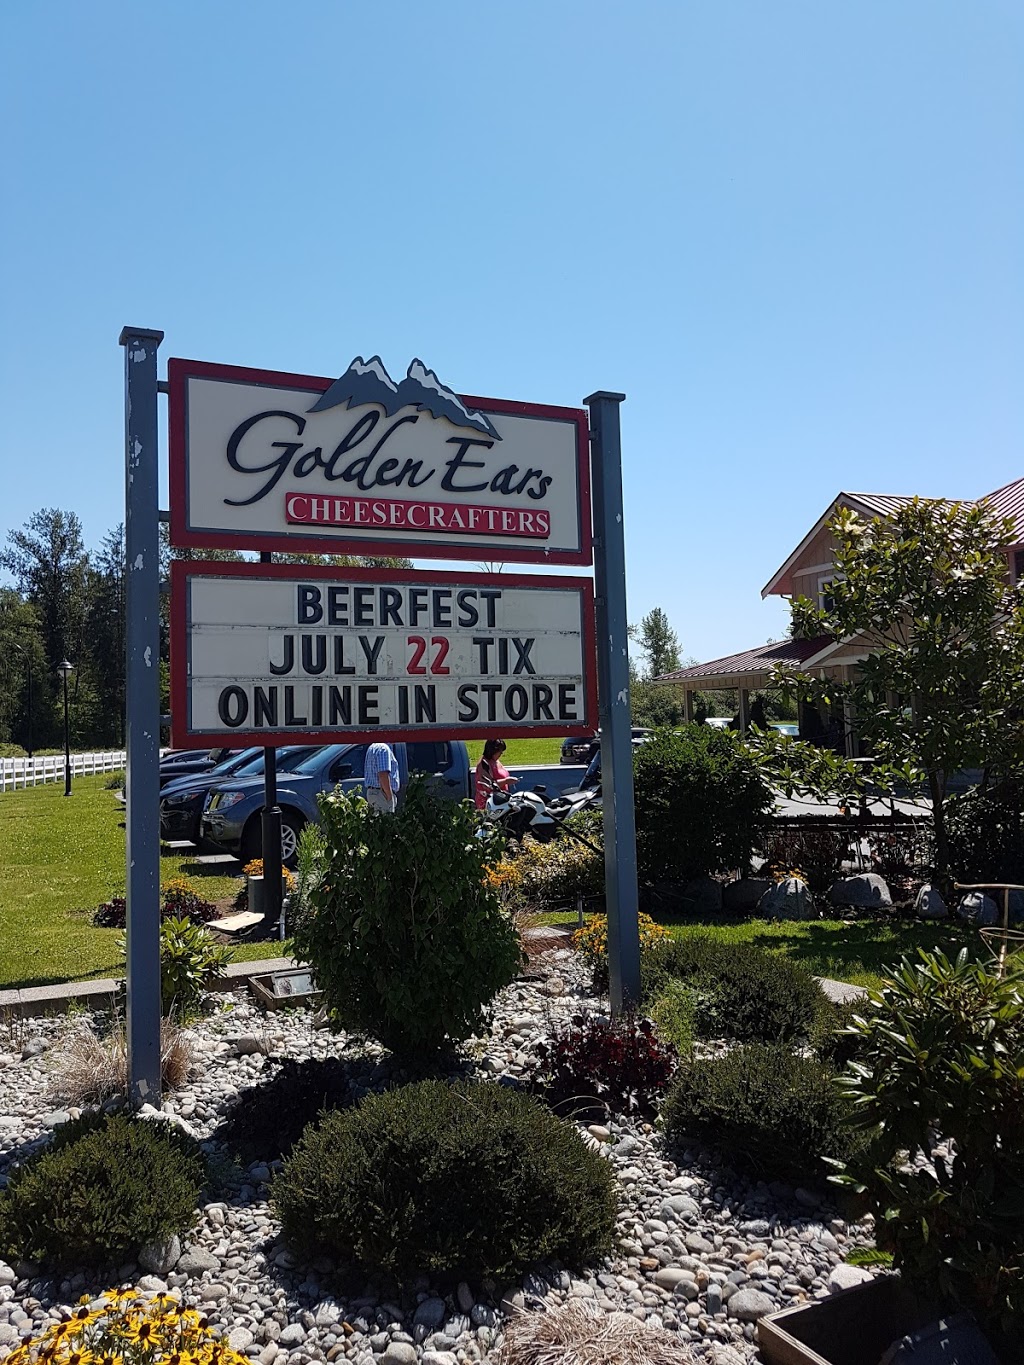 Golden Ears
CHEESECRAFTERS
BEERFEST
JULY 22 TIX
ONLINE IN STORE